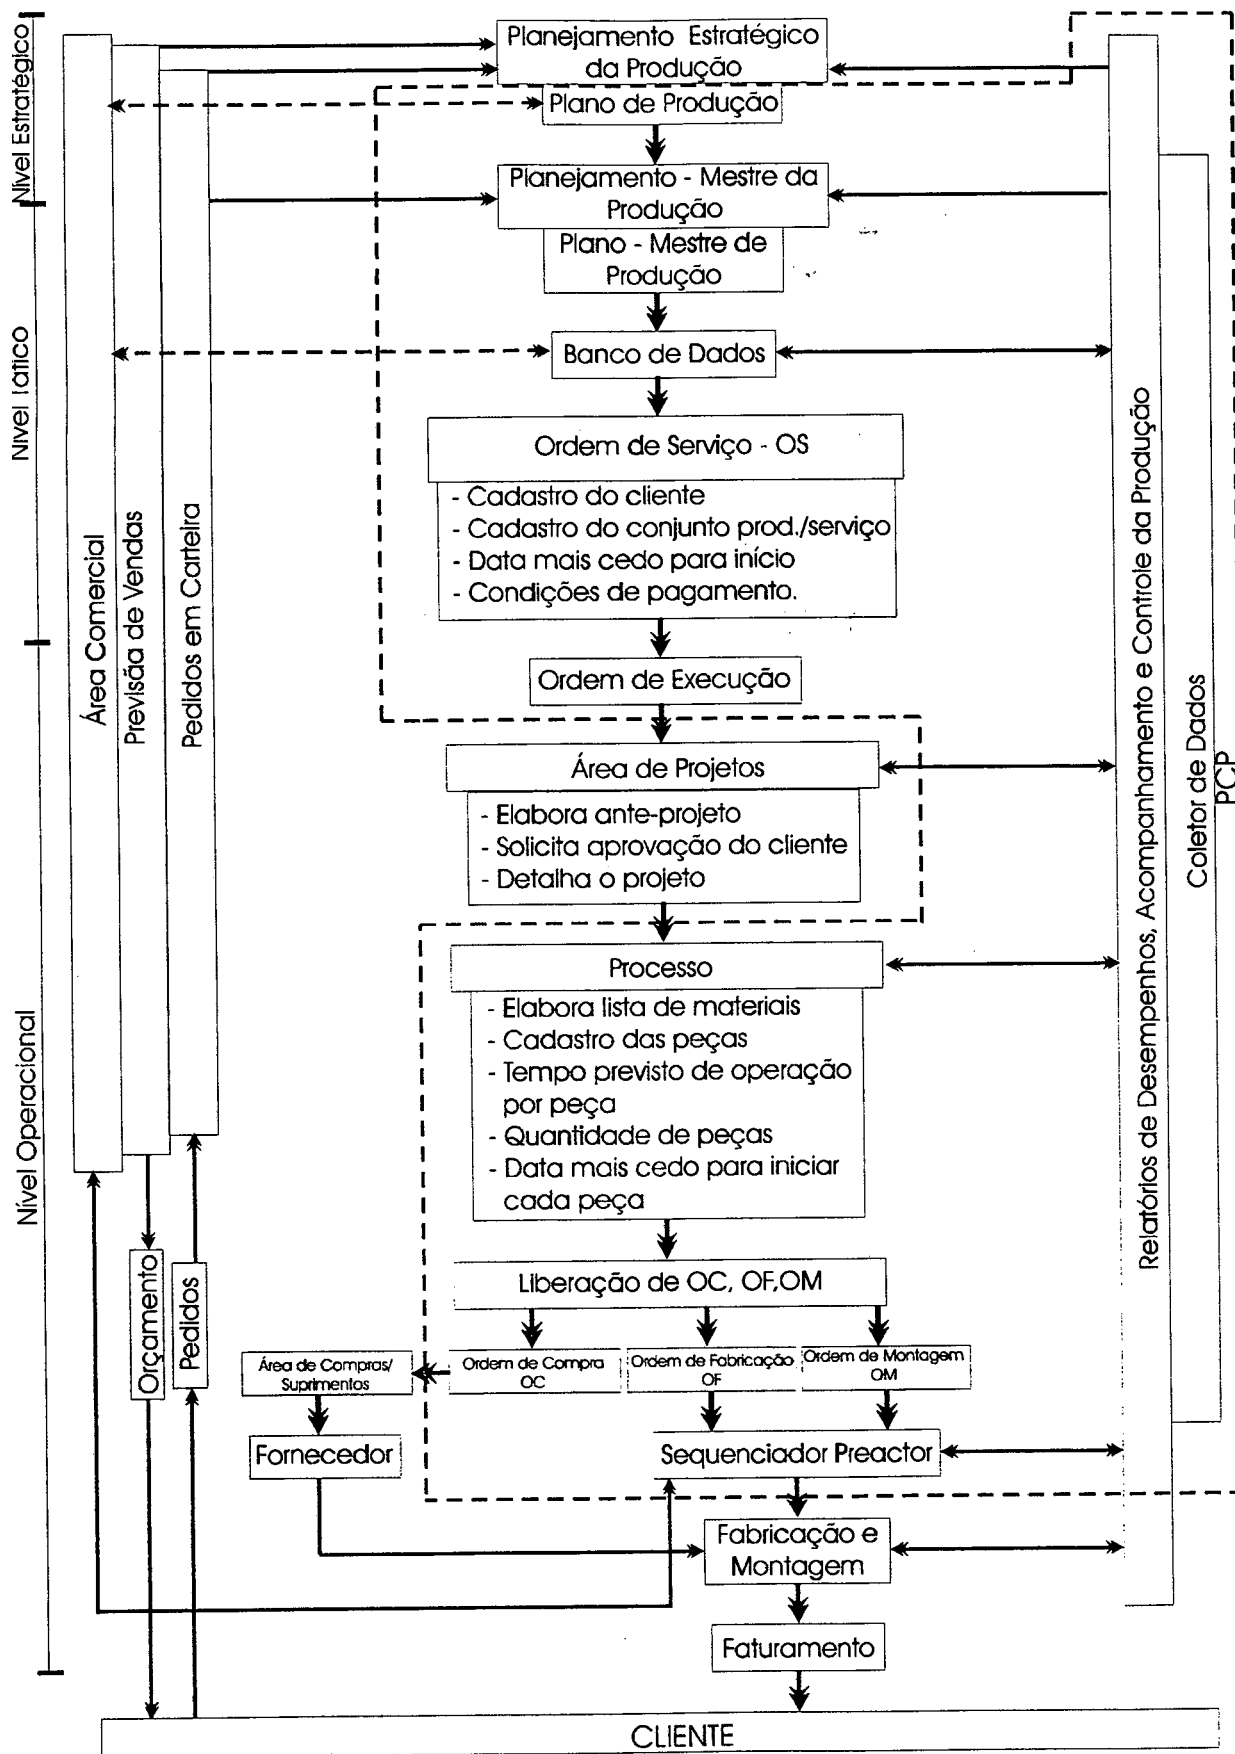 Nível Estratégico
Nível Tático
Nível Operacional
Área Comercial
Previsãa de Vendas
Pedidos em Carteira
Planejamento Estratégico
da Produção
Plano de Produção
Planejamento - Mestre da
Produção
Plano - Mestre de
Produção
Banco de Dados
Ordem de Serviço - OS
- Cadastro do cliente
- Cadastro do conjunto prod./serviço
- Data mais cedo para início
- Condições de pagamento.
Ordem de Execução
Área de Projetos
- Elabora ante-projeto
- Solicita aprovação do cliente
- Detalha o projeto
Processo
- Elabora lista de materiais
- Cadastro das peças
- Tempo previsto de operação
por peça
- Quantidade de peças
- Data mais cedo para iniciar
cada peça
Liberação de OC, OF,OM
Ordem de Compra
OC
Ordem de Fabricação
OF
Ordem de Montagem
OM
Área de Compras/
Suprimentos
Fornecedor
Sequenciador Preactor
Fabricação e
Montagem
Faturamento
Orçamento
Pedidos
CLIENTE
Relatórios de Desempenhos, Acompanhamento e Controle da Produção
Coletor de Dados
PCP